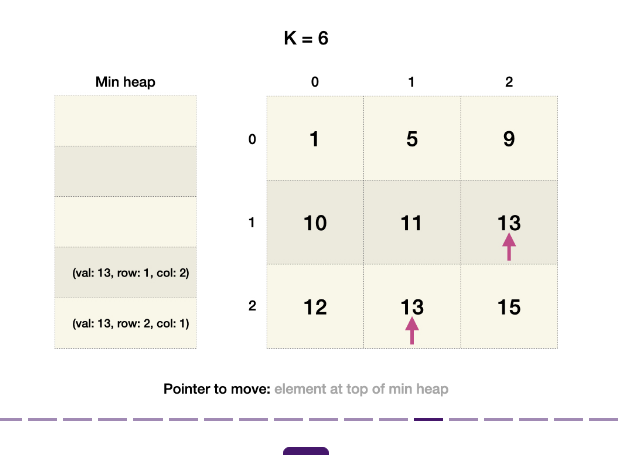 K = 6
Min heap
0 1 2
0 1 5 9
1 10 11 13
(val: 13, row: 1, col: 2)
2 12 13 15
(val: 13, row: 2, col: 1)
Pointer to move: element at top of min heap